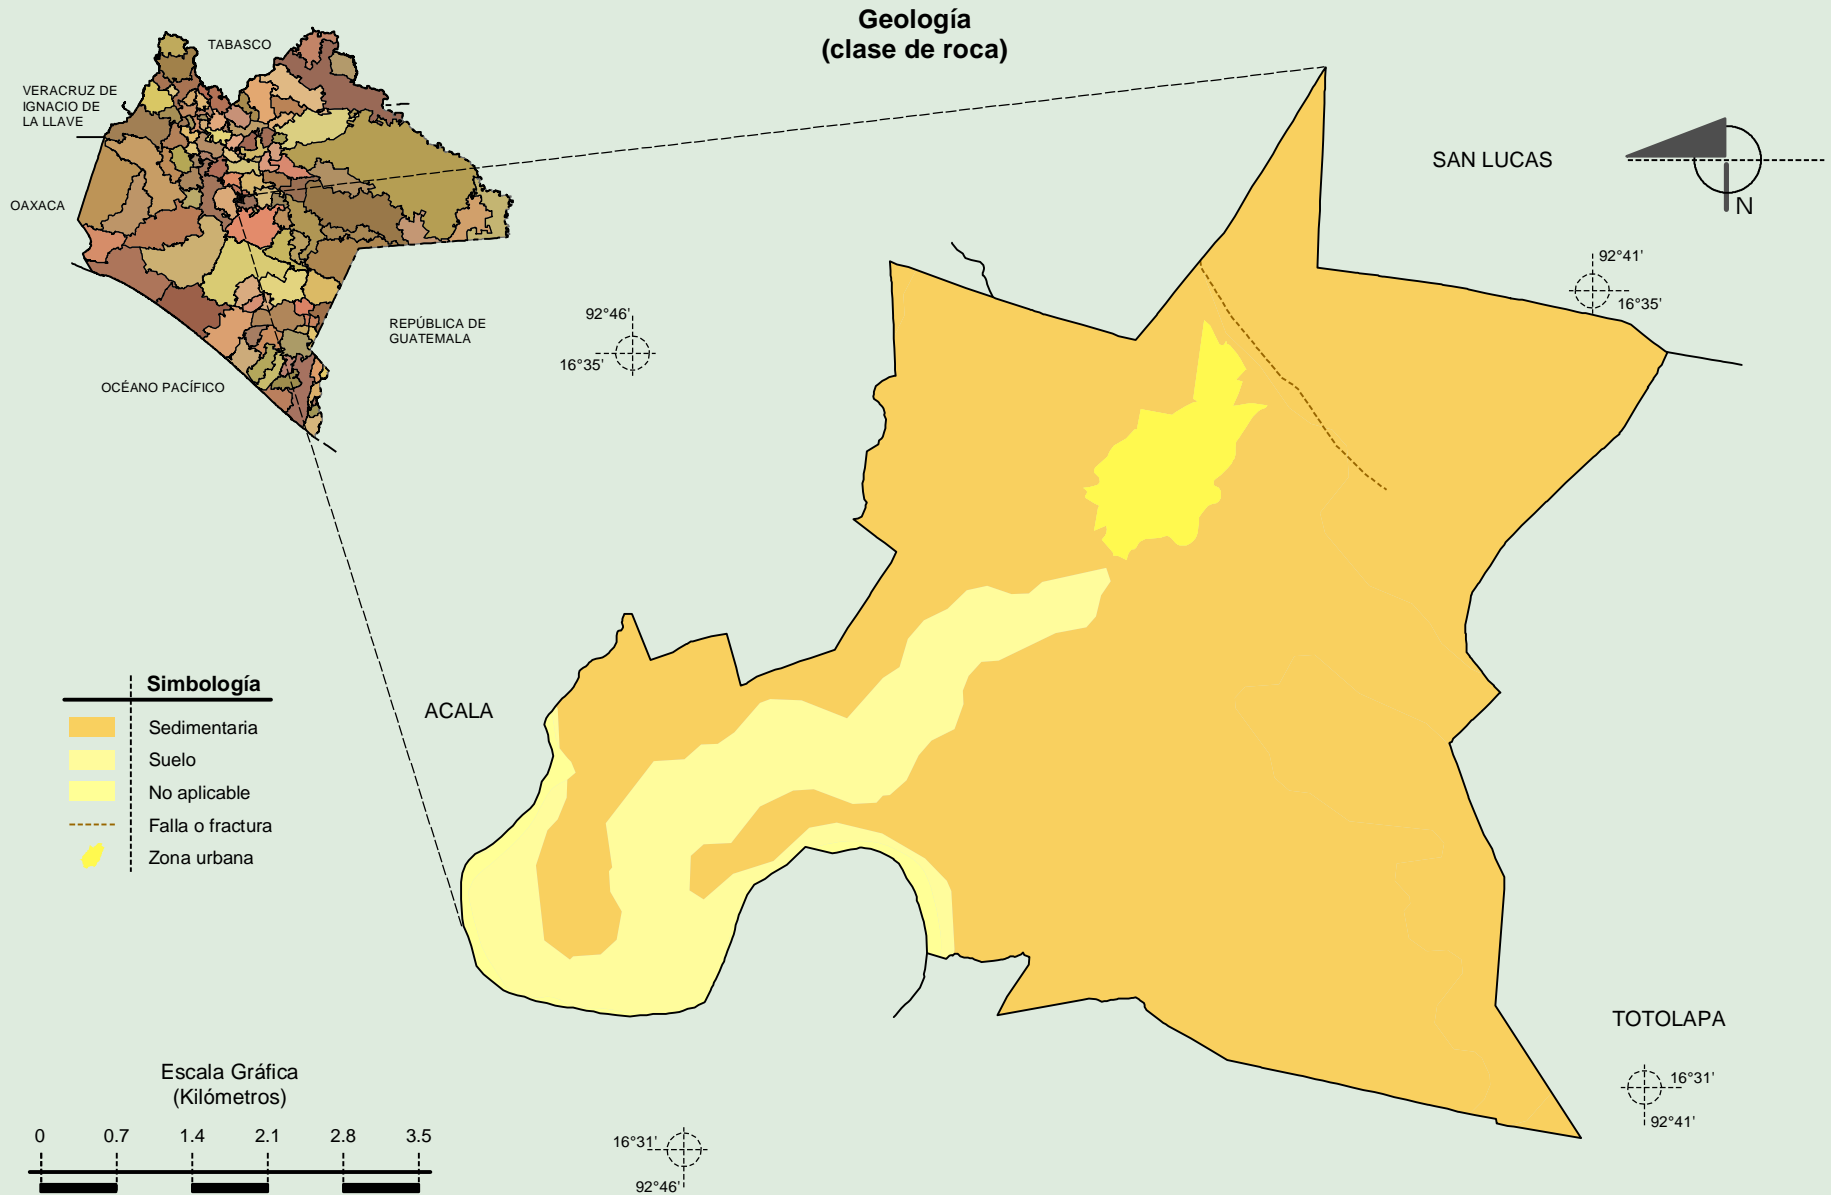 Geología
(clase de roca)
TABASCO
VERACRUZ DE
IGNACIO DE
LA LLAVE
OAXACA
REPÚBLICA DE
GUATEMALA
OCÉANO PACÍFICO
SAN LUCAS
N
92°41'
16°35'
92°46'
16°35'
ACALA
Simbología
Sedimentaria
Suelo
No aplicable
Falla o fractura
Zona urbana
TOTOLAPA
16°31'
92°41'
16°31'
92°46'
Escala Gráfica
(Kilómetros)
0 0.7 1.4 2.1 2.8 3.5